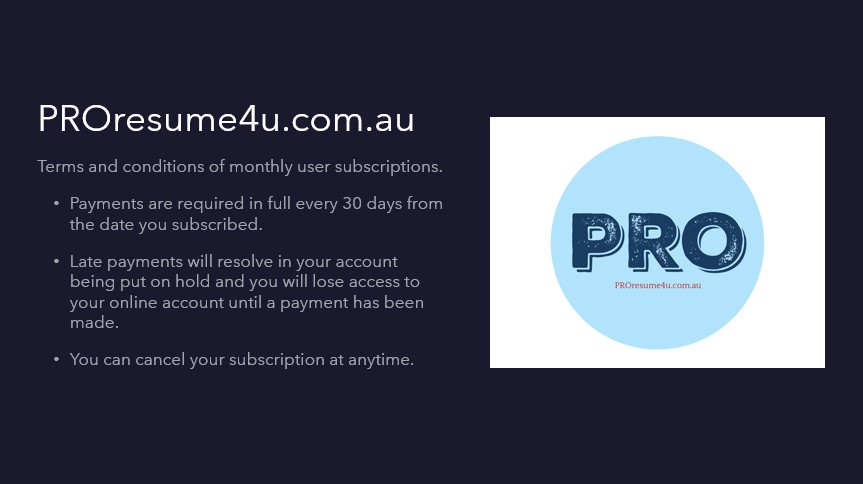 PROresume4u.com.au
Terms and conditions of monthly user subscriptions.
• Payments are required in full every 30 days from
the date you subscribed.
• Late payments will resolve in your account
being put on hold and you will lose access to
your online account until a payment has been
made.
• You can cancel your subscription at anytime.
PRO
PROresume4u.com.au